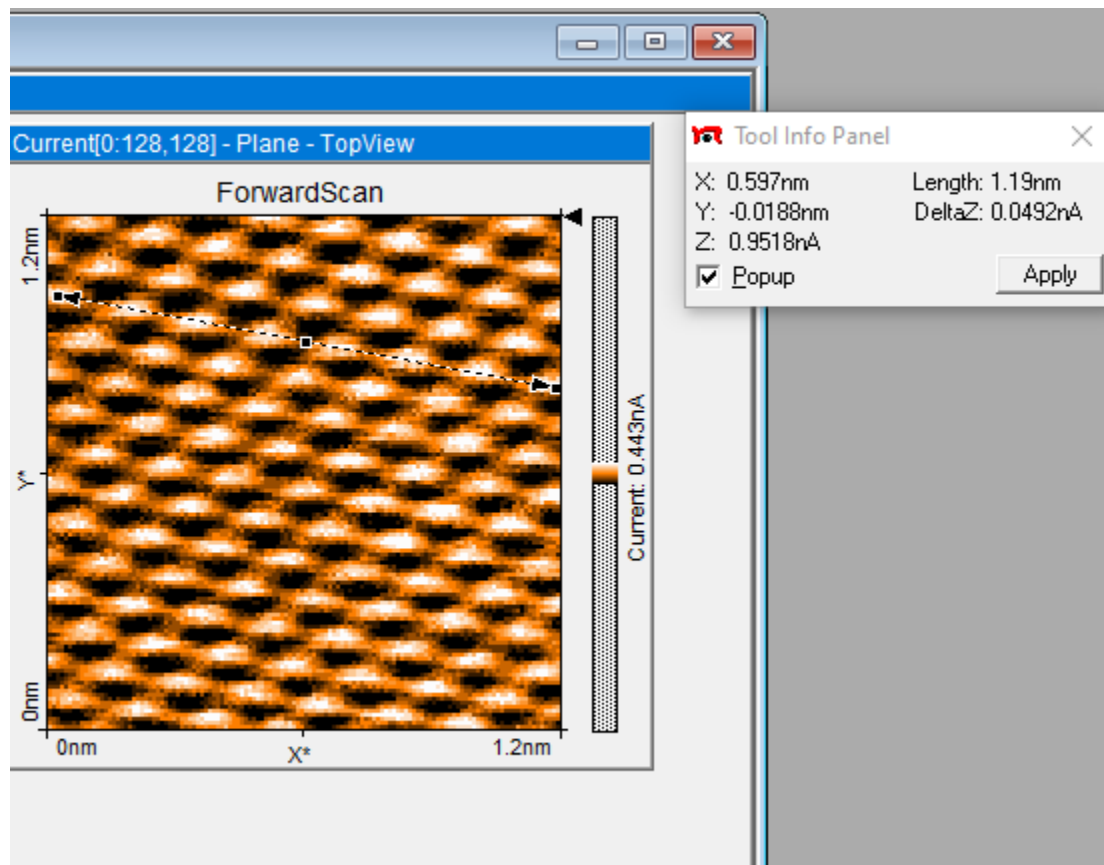 Current[0:128,128] - Plane - TopView
ForwardScan
1.2nm
Y*
0nm
0nm
X*
1.2nm
Current: 0.443nA
Tool Info Panel
X: 0.597nm
Length: 1.19nm
Y: -0.0188nm
DeltaZ: 0.0492nA
Z: 0.9518nA
Popup
Apply